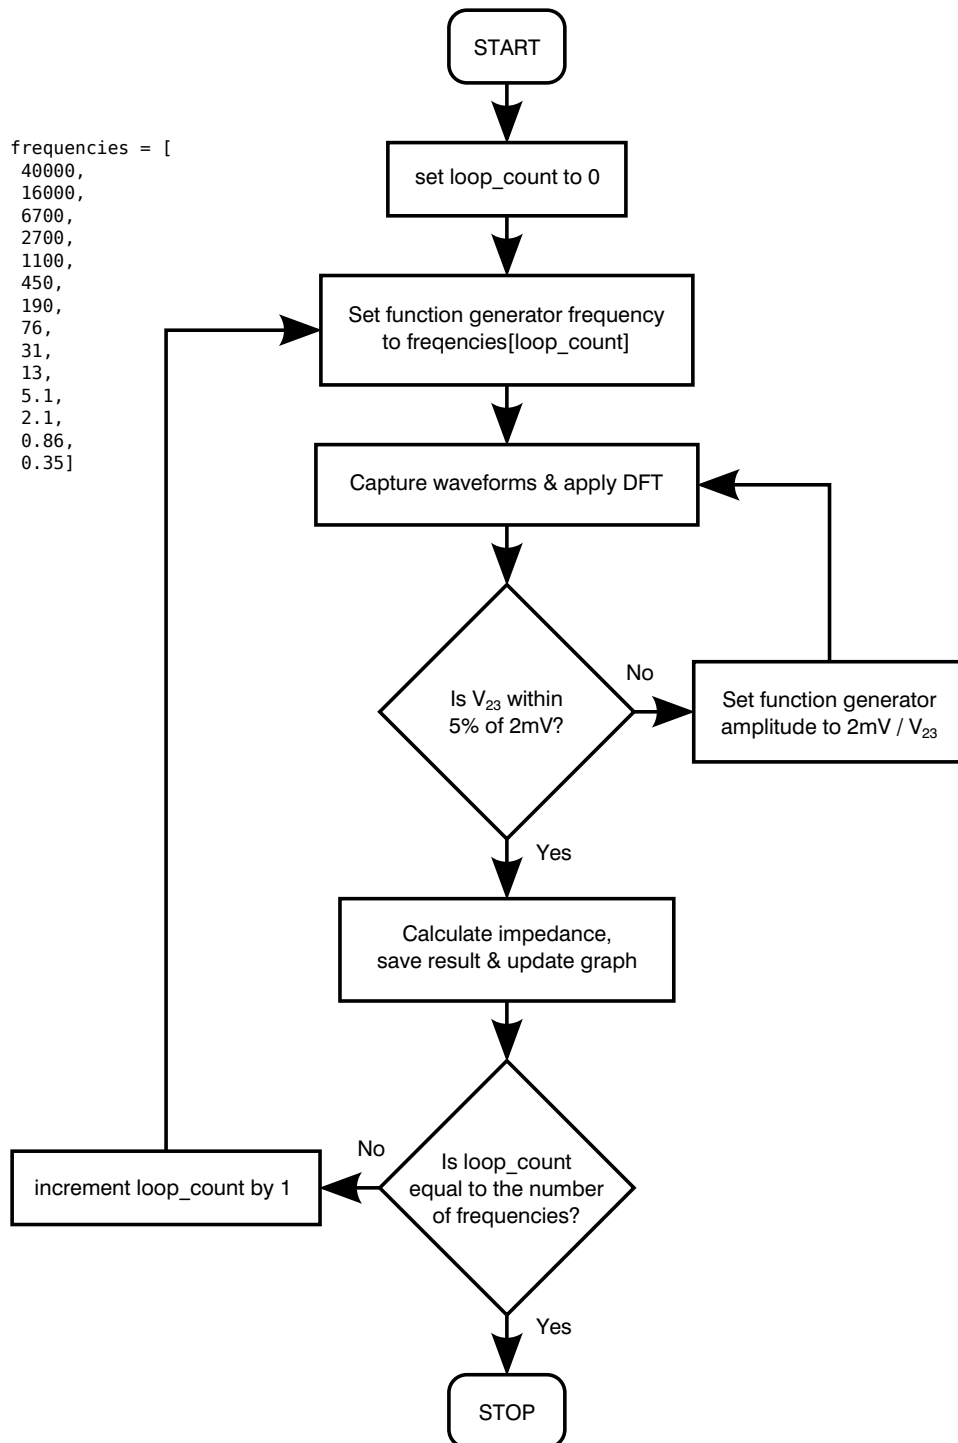 START
set loop_count to 0
frequencies = [
40000,
16000,
6700,
2700,
1100,
450,
190,
76,
31,
13,
5.1,
2.1,
0.86,
0.35]
Set function generator frequency
to freqencies[loop_count]
Capture waveforms & apply DFT
Is V₂₃ within
5% of 2mV?
No
Set function generator
amplitude to 2mV / V₂₃
Yes
Calculate impedance,
save result & update graph
Is loop_count
equal to the number
of frequencies?
No
increment loop_count by 1
Yes
STOP